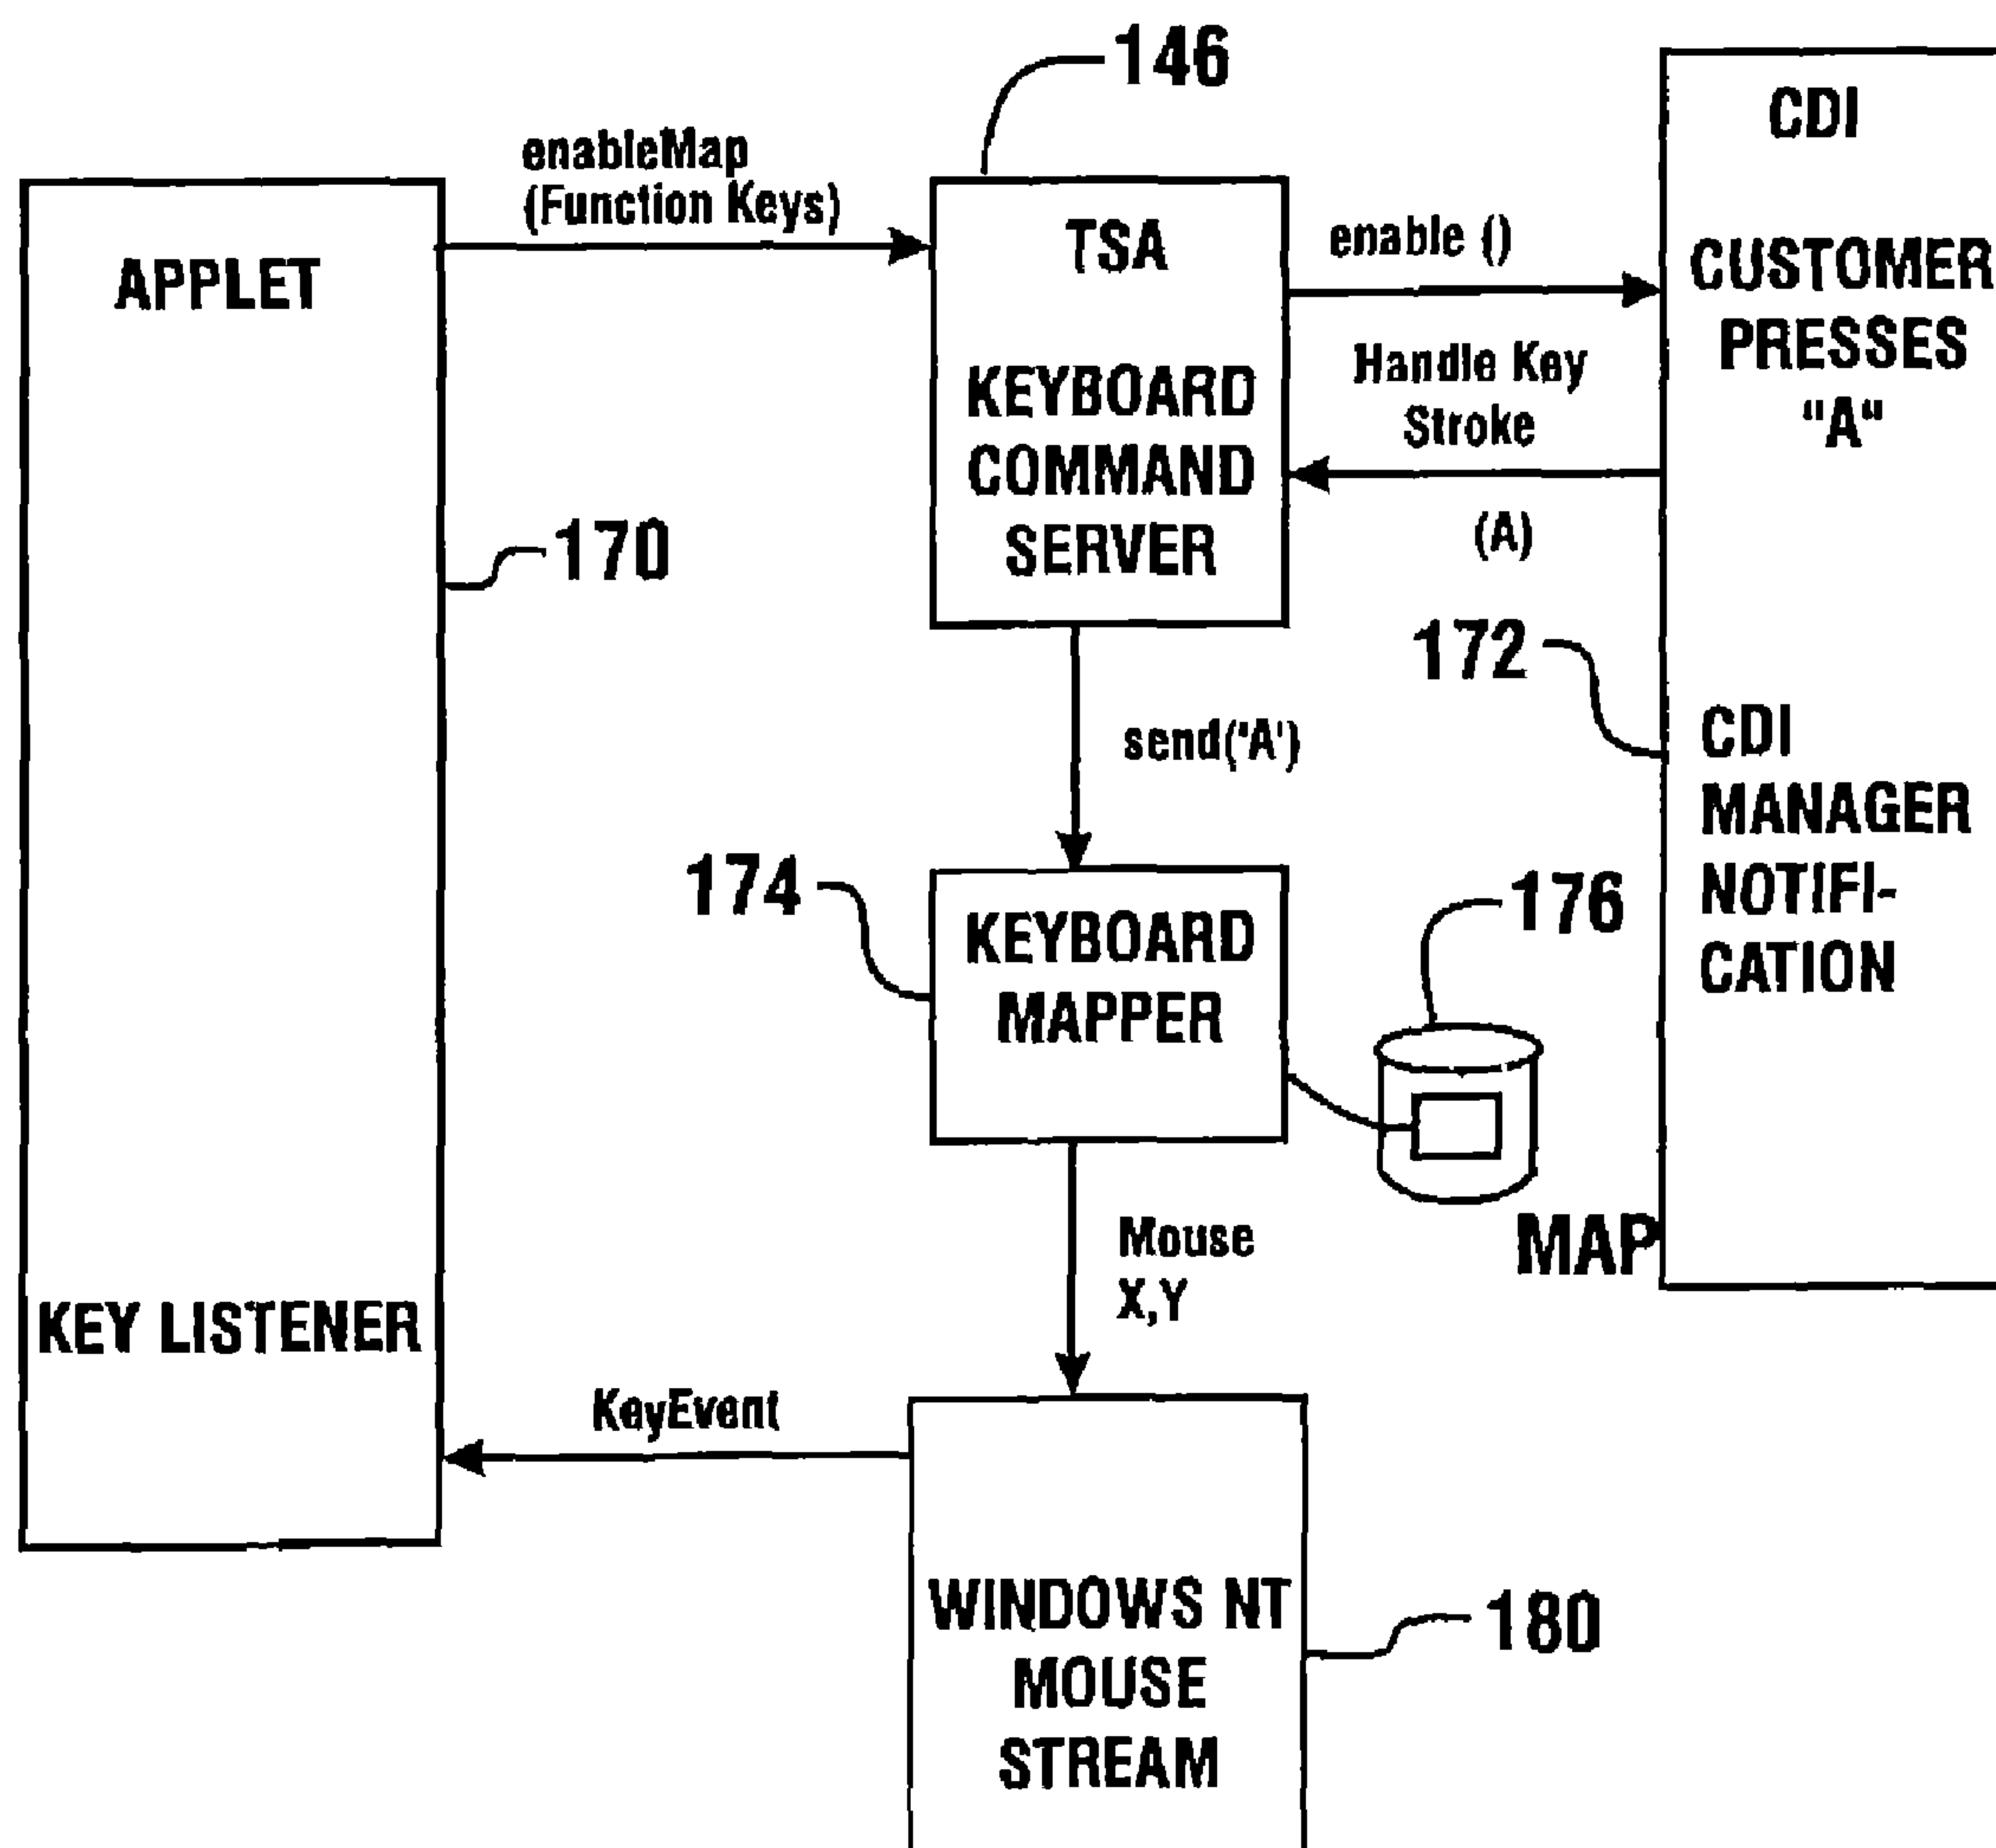 146
CDI
enableMap
(Function Keys)
APPLET
TSA
enable ()
CUSTOMER
PRESSES
"A"
Handle Key
Stroke
KEYBOARD
COMMAND
SERVER
(A)
170
172
send('A')
CDI
MANAGER
NOTIFI-
CATION
174
KEYBOARD
MAPPER
176
Mouse
X,Y
MAP
KEY LISTENER
KeyEvent
WINDOWS NT
MOUSE
STREAM
180